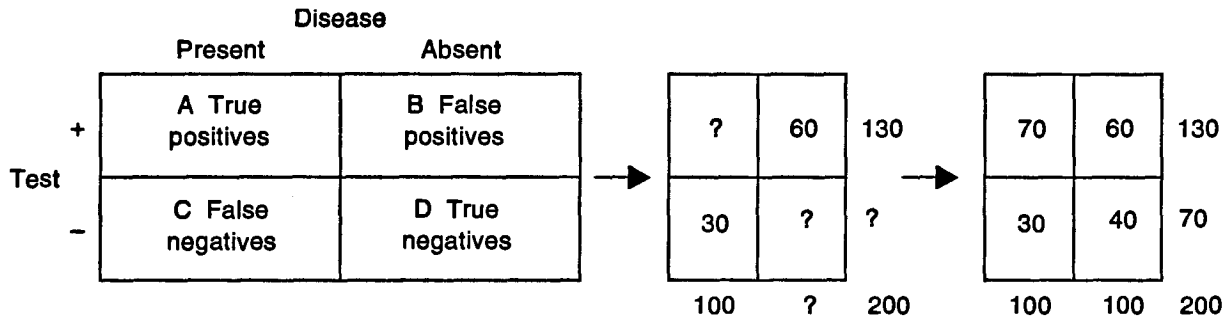 Disease
Present Absent
A True positives B False positives ? 60 130 70 60 130
+
Test
C False negatives D True negatives 30 ? ? 30 40 70
−
100 ? 200 100 100 200